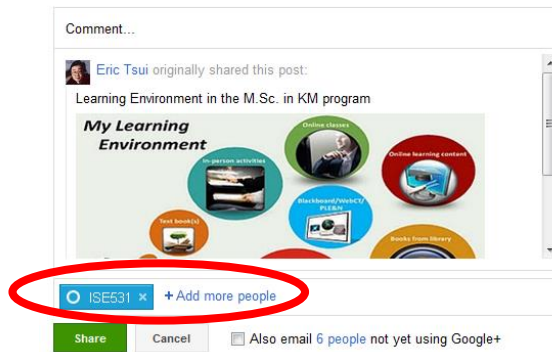 Comment...
Eric Tsui originally shared this post:
Learning Environment in the M.Sc. in KM program
My Learning
Environment
Online classes
In-person activities
Online learning content
Blackboard/WebCT/
PLE&N
Text book(s)
Books from library
ISE531 × + Add more people
Share Cancel Also email 6 people not yet using Google+